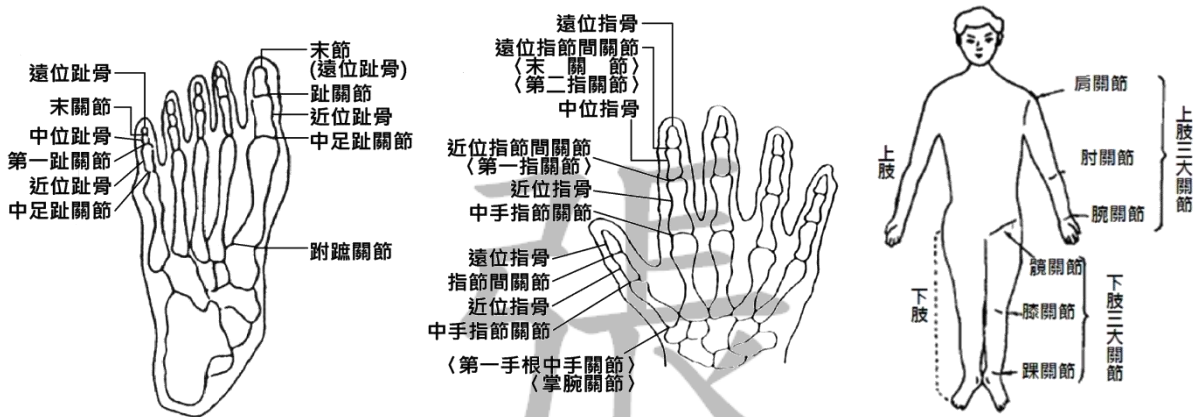 遠位趾骨
末關節
中位趾骨
第一趾關節
近位趾骨
中足趾關節
末節
(遠位趾骨)
趾關節
近位趾骨
中足趾關節
跗蹠關節
遠位指骨
遠位指節間關節
〈末關節〉
〈第二指關節〉
中位指骨
近位指節間關節
〈第一指關節〉
近位指骨
中手指節關節
遠位指骨
指節間關節
近位指骨
中手指節關節
〈第一手根中手關節〉
〈掌腕關節〉
上肢
下肢
肩關節
肘關節
腕關節
上肢三大關節
髖關節
膝關節
踝關節
下肢三大關節